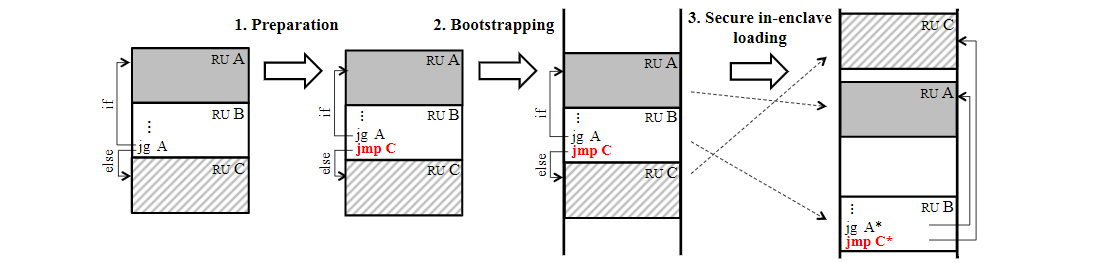 1. Preparation
2. Bootstrapping
3. Secure in-enclave
loading
RU A
RU B
⋮
jg A
RU C
if
else
RU A
RU B
⋮
jg A
jmp C
RU C
if
else
RU A
RU B
⋮
jg A
jmp C
RU C
if
else
RU C
RU A
RU B
⋮
jg A*
jmp C*